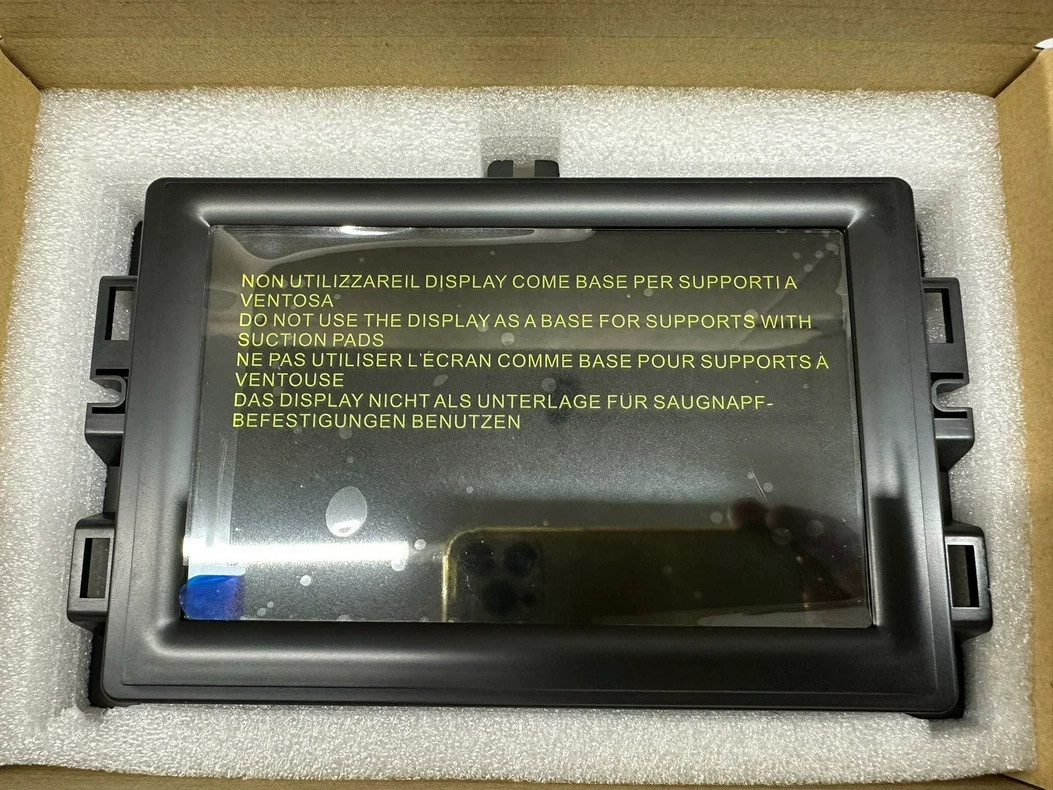 NON UTILIZZAREIL DISPLAY COME BASE PER SUPPORTI A
VENTOSA
DO NOT USE THE DISPLAY AS A BASE FOR SUPPORTS WITH
SUCTION PADS
NE PAS UTILISER L'ÉCRAN COMME BASE POUR SUPPORTS À
VENTOUSE
DAS DISPLAY NICHT ALS UNTERLAGE FÜR SAUGNAPF-
BEFESTIGUNGEN BENUTZEN